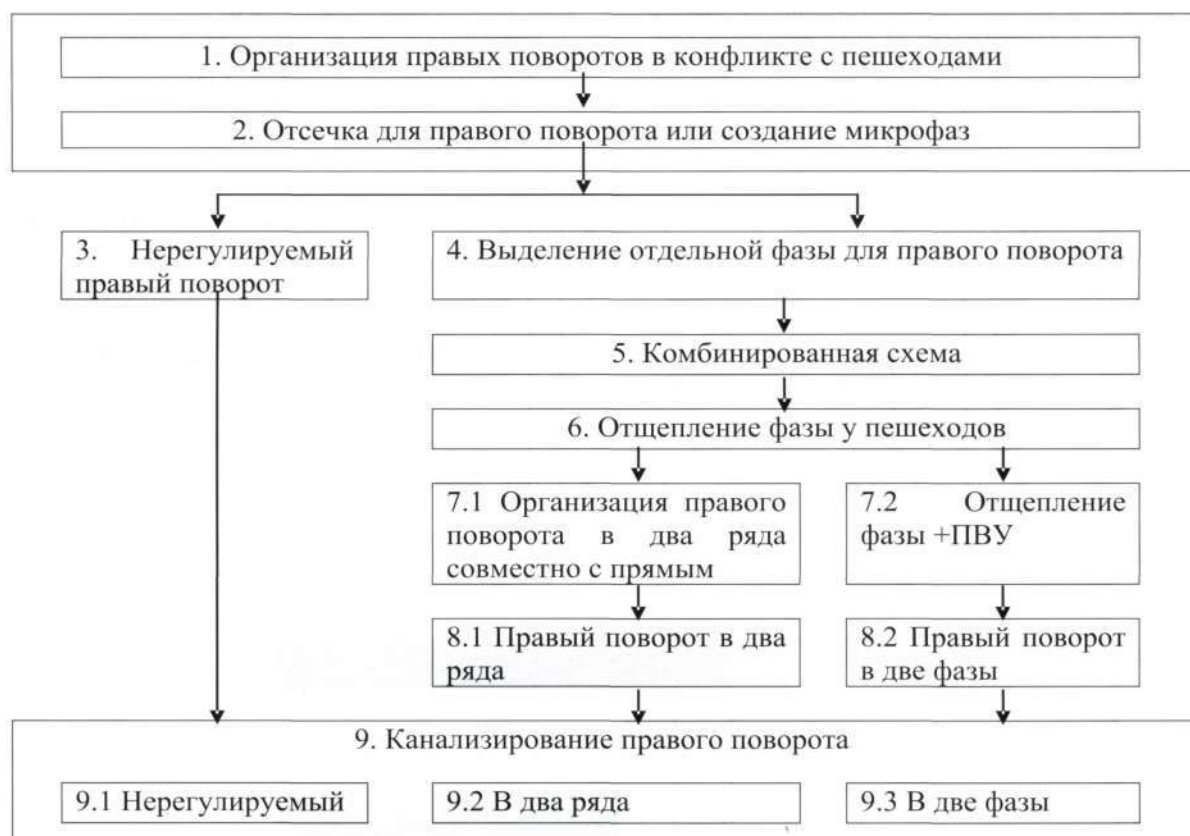 1. Организация правых поворотов в конфликте с пешеходами
2. Отсечка для правого поворота или создание микрофаз
3. Нерегулируемый
правый поворот
4. Выделение отдельной фазы для правого поворота
5. Комбинированная схема
6. Отщепление фазы у пешеходов
7.1 Организация правого
поворота в два ряда
совместно с прямым
7.2 Отщепление
фазы +ПВУ
8.1 Правый поворот в два
ряда
8.2 Правый поворот
в две фазы
9. Канализирование правого поворота
9.1 Нерегулируемый
9.2 В два ряда
9.3 В две фазы